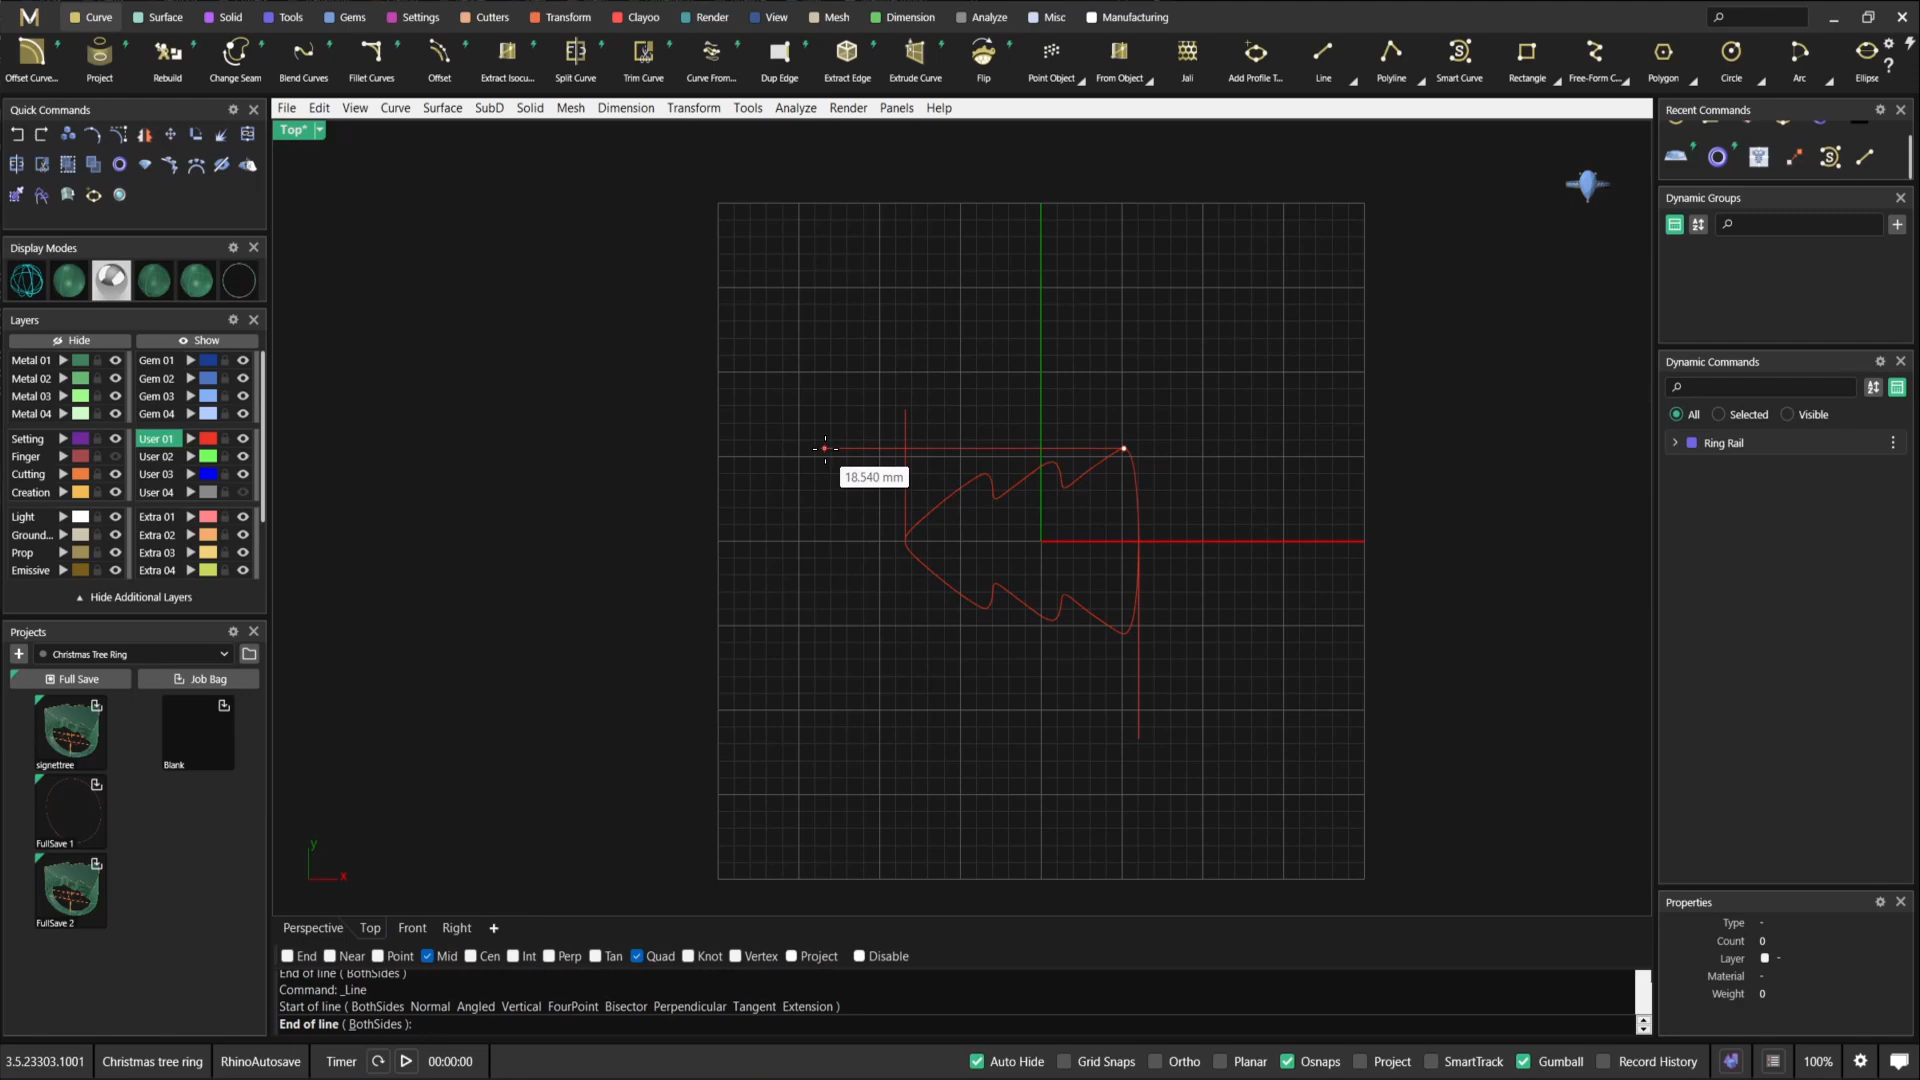 Curve Surface Solid Tools Gems Settings Cutters Transform Clayoo Render View Mesh Dimension Analyze Misc Manufacturing
Offset Curve... Project Rebuild Change Seam Blend Curves Fillet Curves Offset Extract Isocu... Split Curve Trim Curve Curve From... Dup Edge Extract Edge Extrude Curve Flip Point Object From Object Jali Add Profile T... Line Polyline Smart Curve Rectangle Free-Form C... Polygon Circle Arc Ellipse
Quick Commands
File Edit View Curve Surface SubD Solid Mesh Dimension Transform Tools Analyze Render Panels Help
Recent Commands
Top*
Dynamic Groups
Display Modes
Layers
Hide Show
Metal 01 Gem 01
Metal 02 Gem 02
Metal 03 Gem 03
Metal 04 Gem 04
Setting User 01
Finger User 02
Cutting User 03
Creation User 04
Light Extra 01
Ground... Extra 02
Prop Extra 03
Emissive Extra 04
Hide Additional Layers
Dynamic Commands
All Selected Visible
Ring Rail
18.540 mm
Projects
Christmas Tree Ring
Full Save Job Bag
signettree Blank
FullSave 1
FullSave 2
y
x
Properties
Type -
Count 0
Layer -
Material -
Weight 0
Perspective Top Front Right
End Near Point Mid Cen Int Perp Tan Quad Knot Vertex Project Disable
End of line ( BothSides )
Command: _Line
Start of line ( BothSides Normal Angled Vertical FourPoint Bisector Perpendicular Tangent Extension )
End of line ( BothSides ):
3.5.23303.1001 Christmas tree ring RhinoAutosave Timer 00:00:00 Auto Hide Grid Snaps Ortho Planar Osnaps Project SmartTrack Gumball Record History 100%